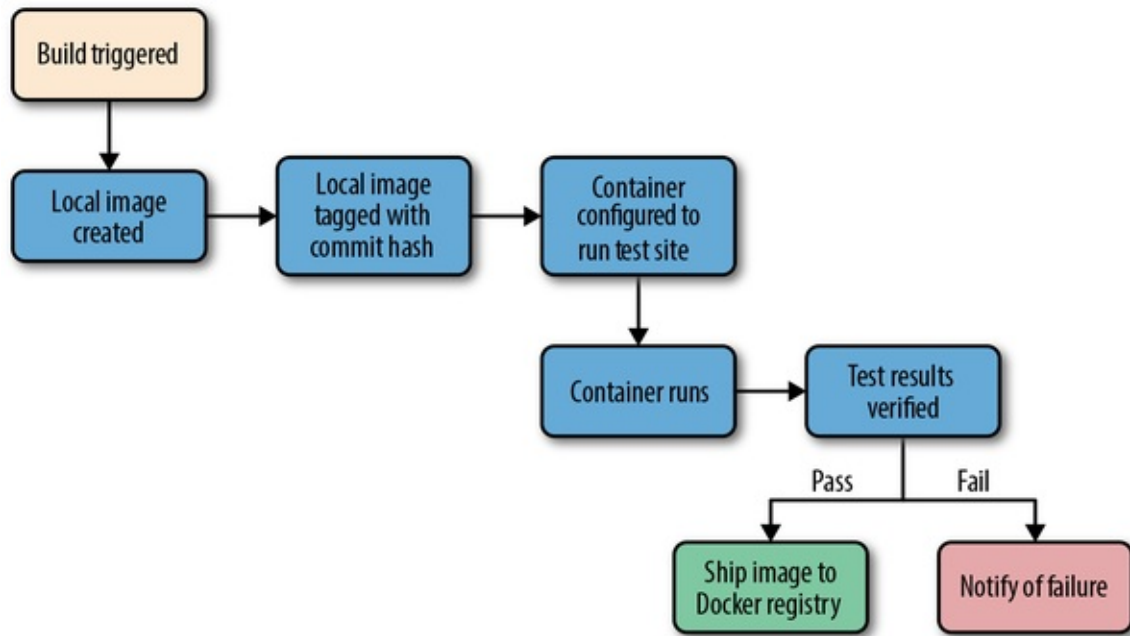 Build triggered
Local image
created
Local image
tagged with
commit hash
Container
configured to
run test site
Container runs
Test results
verified
Pass
Fail
Ship image to
Docker registry
Notify of failure